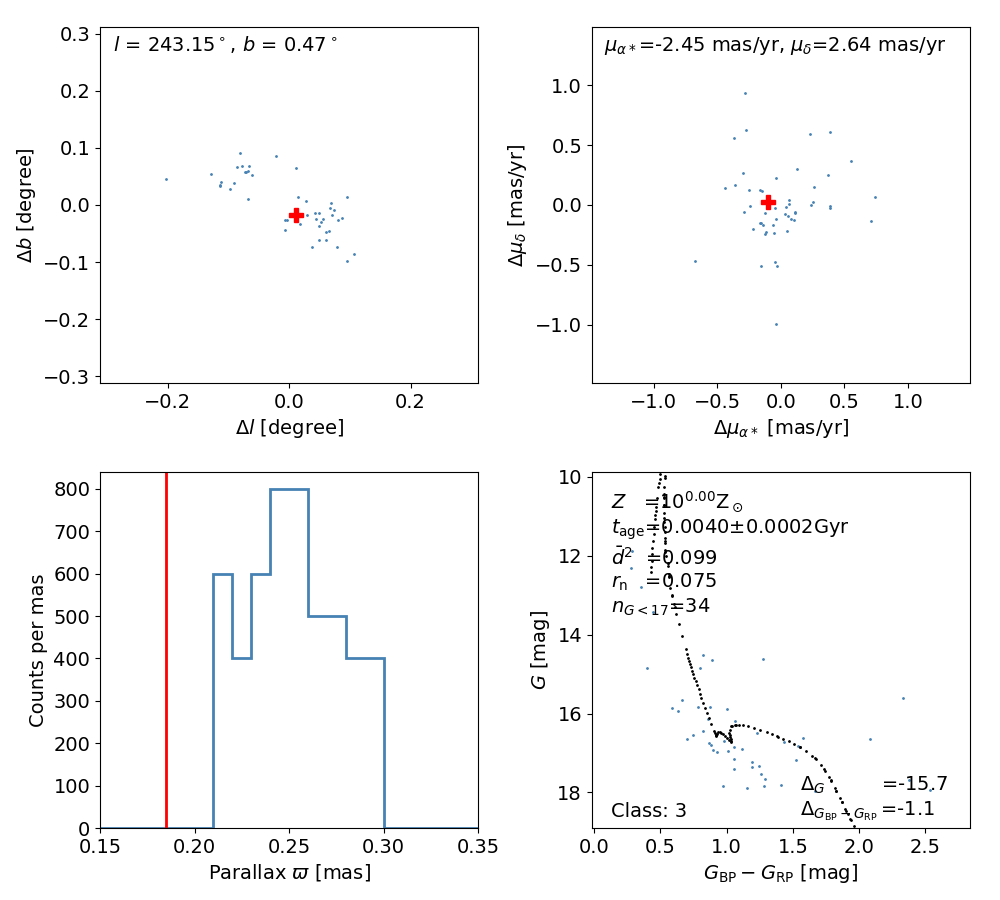 l = 243.15°, b = 0.47°
0.3
0.2
0.1
0.0
−0.1
−0.2
−0.3
Δb [degree]
−0.2 0.0 0.2
Δl [degree]
μα*=-2.45 mas/yr, μδ=2.64 mas/yr
1.0
0.5
0.0
−0.5
−1.0
Δμδ [mas/yr]
−1.0 −0.5 0.0 0.5 1.0
Δμα* [mas/yr]
800
700
600
500
400
300
200
100
0
Counts per mas
0.15 0.20 0.25 0.30 0.35
Parallax ϖ [mas]
10
12
14
16
18
G [mag]
Z =10^0.00 Z⊙
t_age=0.0040±0.0002Gyr
d̄² =0.099
r_n =0.075
n_G<17=34
Δ_G =-15.7
Δ_GBP−GRP =-1.1
Class: 3
0.0 0.5 1.0 1.5 2.0 2.5
G_BP − G_RP [mag]